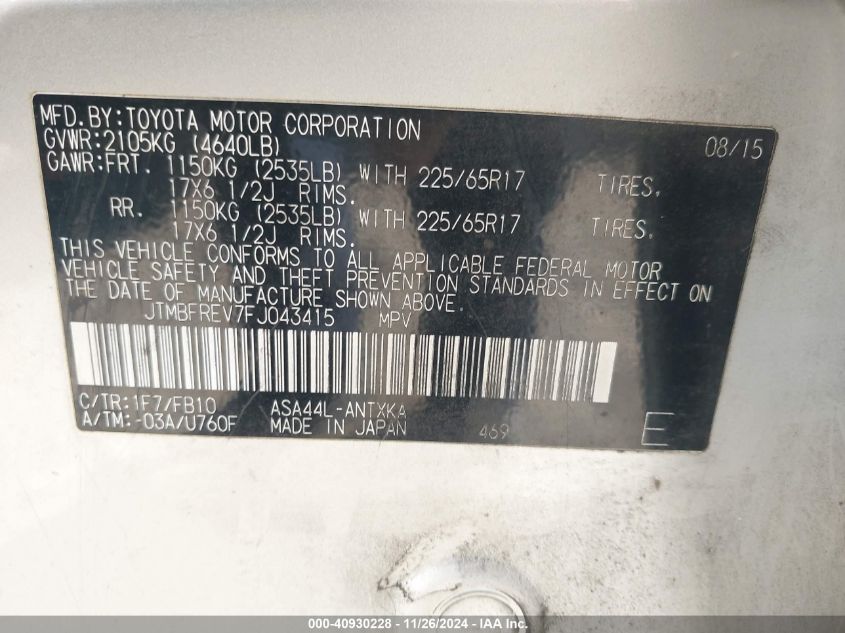 MFD. BY: TOYOTA MOTOR CORPORATION 08/15
GVWR: 2105KG (4640LB)
GAWR: FRT. 1150KG (2535LB) WITH 225/65R17 TIRES,
17X6 1/2J RIMS.
RR. 1150KG (2535LB) WITH 225/65R17 TIRES,
17X6 1/2J RIMS.
THIS VEHICLE CONFORMS TO ALL APPLICABLE FEDERAL MOTOR
VEHICLE SAFETY AND THEFT PREVENTION STANDARDS IN EFFECT ON
THE DATE OF MANUFACTURE SHOWN ABOVE.
JTMBFREV7FJ043415 MPV
C/TR: 1F7/FB10 ASA44L-ANTXKA
A/TM: -03A/U760F MADE IN JAPAN 469 E
000-40930228 - 11/26/2024 - IAA Inc.